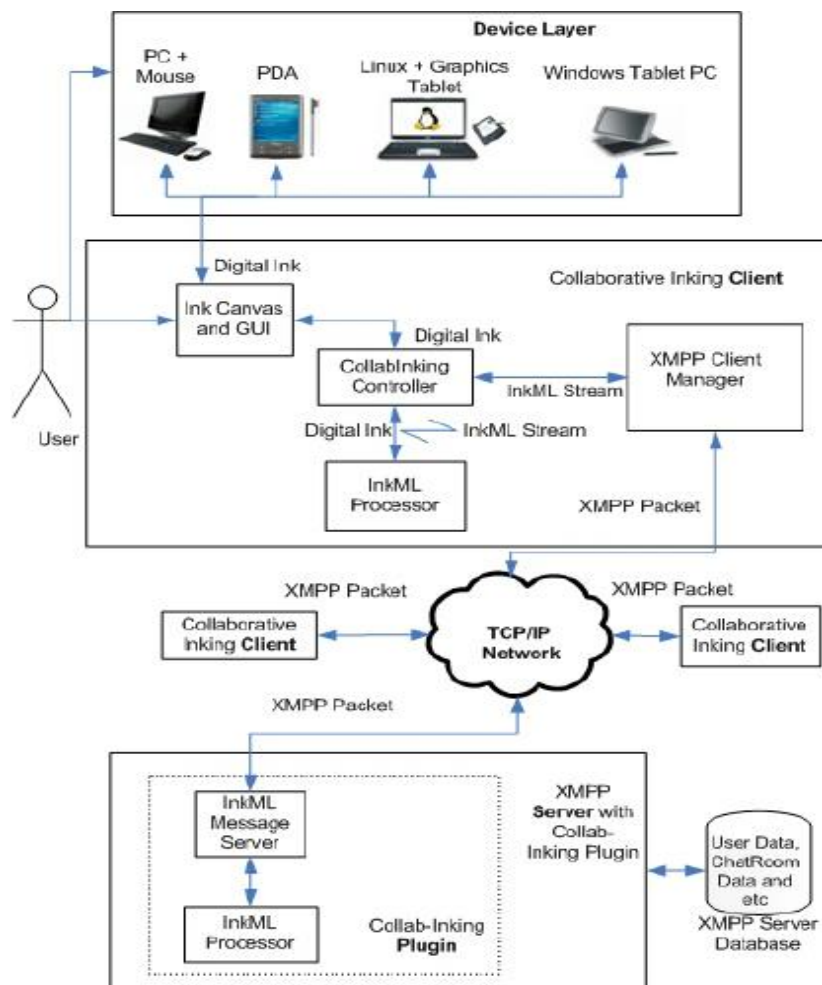 Device Layer
PC +
Mouse
PDA
Linux + Graphics
Tablet
Windows Tablet PC
Digital Ink
Collaborative Inking Client
Ink Canvas
and GUI
Digital Ink
CollabInking
Controller
XMPP Client
Manager
InkML Stream
User
Digital Ink
InkML Stream
InkML
Processor
XMPP Packet
XMPP Packet
XMPP Packet
Collaborative
Inking Client
TCP/IP
Network
Collaborative
Inking Client
XMPP Packet
InkML
Message
Server
XMPP
Server with
Collab-
Inking Plugin
User Data,
ChatRoom
Data and
etc
InkML
Processor
Collab-Inking
Plugin
XMPP Server
Database